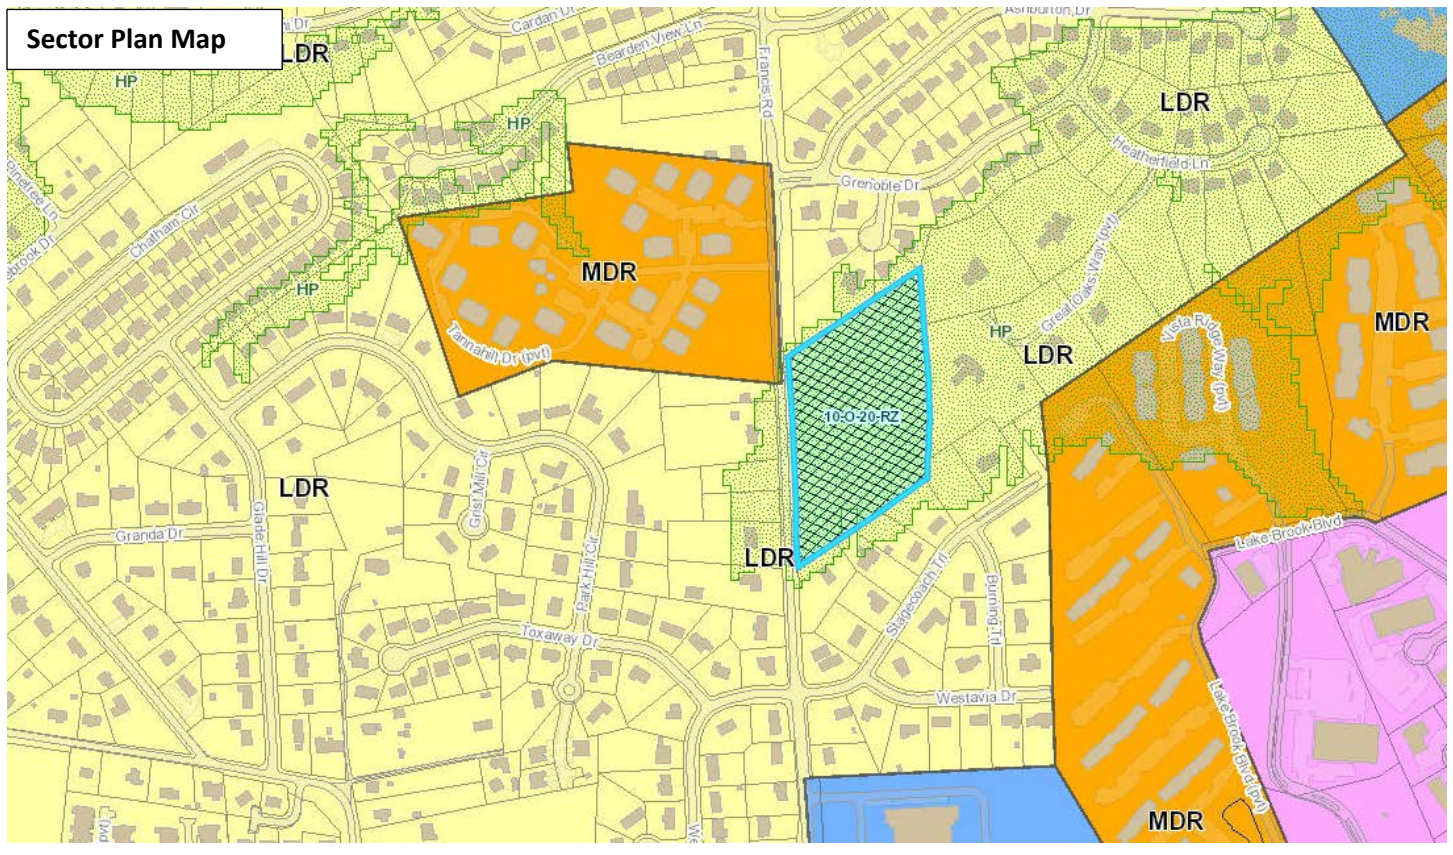 Sector Plan Map
Cardan Dr
Ashburton Dr
LDR
HP
Bearden View Ln
Francis Rd
LDR
HP
Heatherfield Ln
Pinetree Ln
Grenoble Dr
Chatham Cir
MDR
Great Oaks Way (pvt)
HP
HP
Vista Ridge Way (pvt)
MDR
Tannahill Dr (pvt)
LDR
10-O-20-RZ
LDR
Grist Mill Cir
Glade Hill Dr
Granda Dr
Lake Brook Blvd
LDR
Park Hill Cir
Stagecoach Trl
Burning Trl
Toxaway Dr
Westavia Dr
Lake Brook Blvd (pvt)
MDR
(pvt)